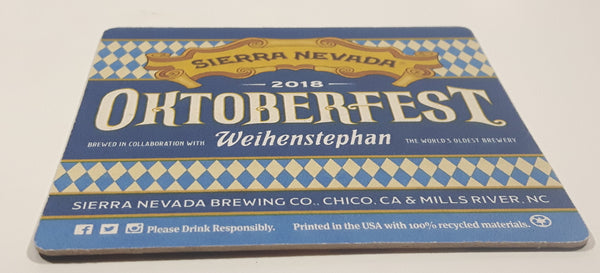 SIERRA NEVADA
2018
OKTOBERFEST
BREWED IN COLLABORATION WITH Weihenstephan THE WORLD'S OLDEST BREWERY
SIERRA NEVADA BREWING CO., CHICO, CA & MILLS RIVER, NC
Please Drink Responsibly. Printed in the USA with 100% recycled materials.